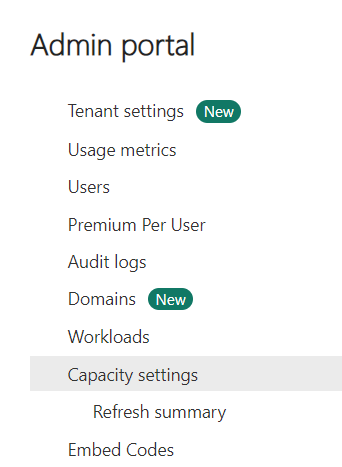 Admin portal
Tenant settings New
Usage metrics
Users
Premium Per User
Audit logs
Domains New
Workloads
Capacity settings
Refresh summary
Embed Codes